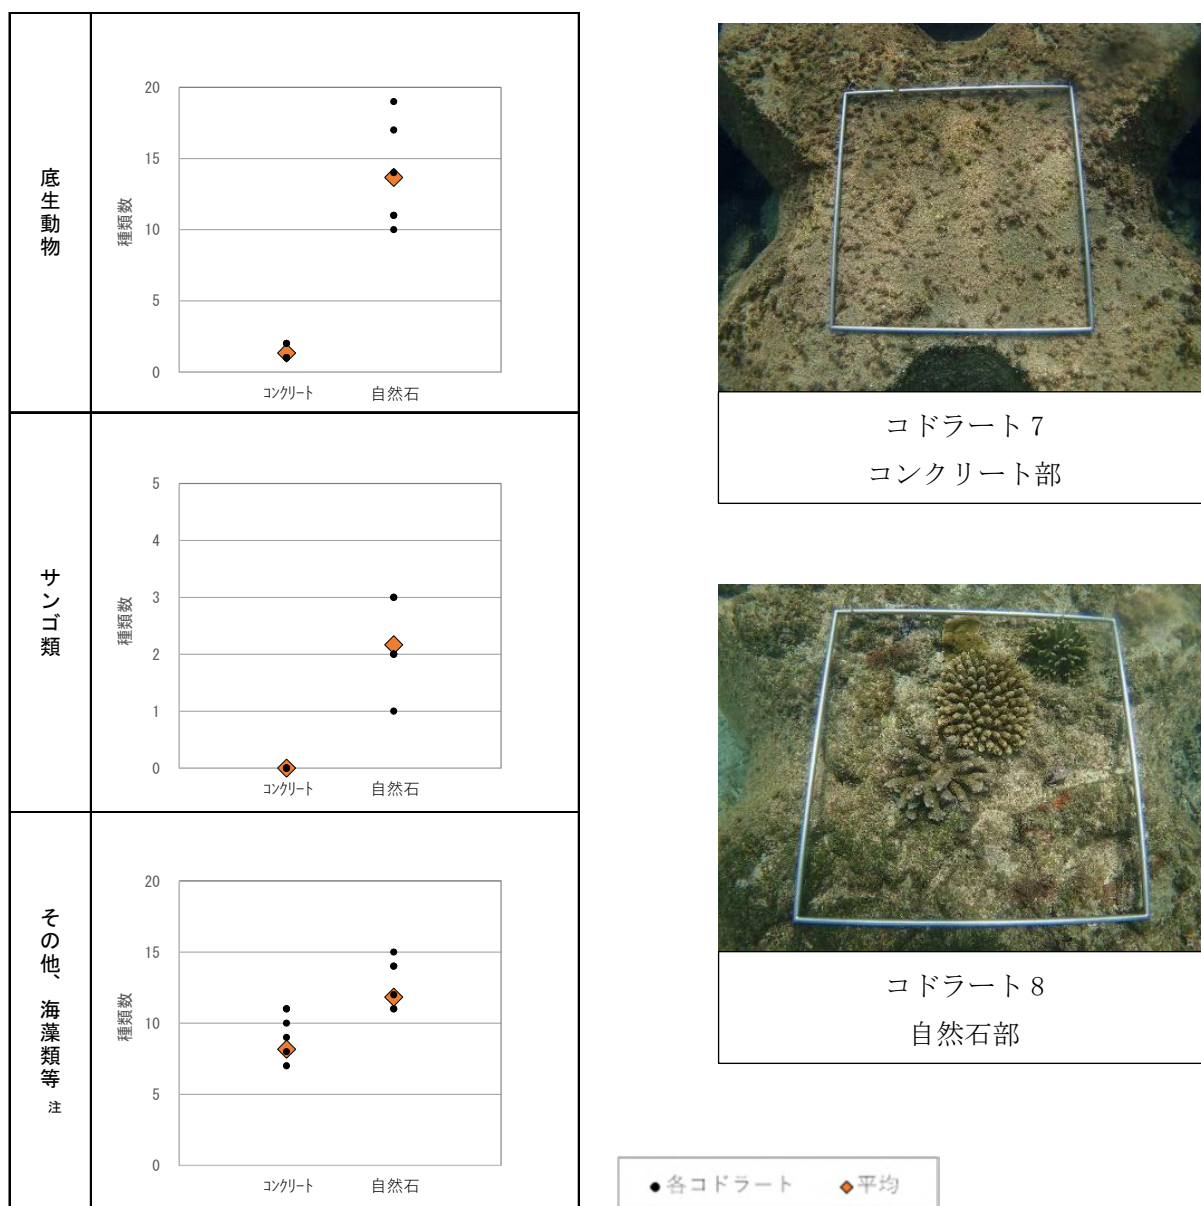 底生動物
種類数
20
15
10
5
0
コンクリート 自然石
サンゴ類
種類数
5
4
3
2
1
0
コンクリート 自然石
その他、海藻類等 注
種類数
20
15
10
5
0
コンクリート 自然石
コドラート 7
コンクリート部
コドラート 8
自然石部
●各コドラート ◆平均